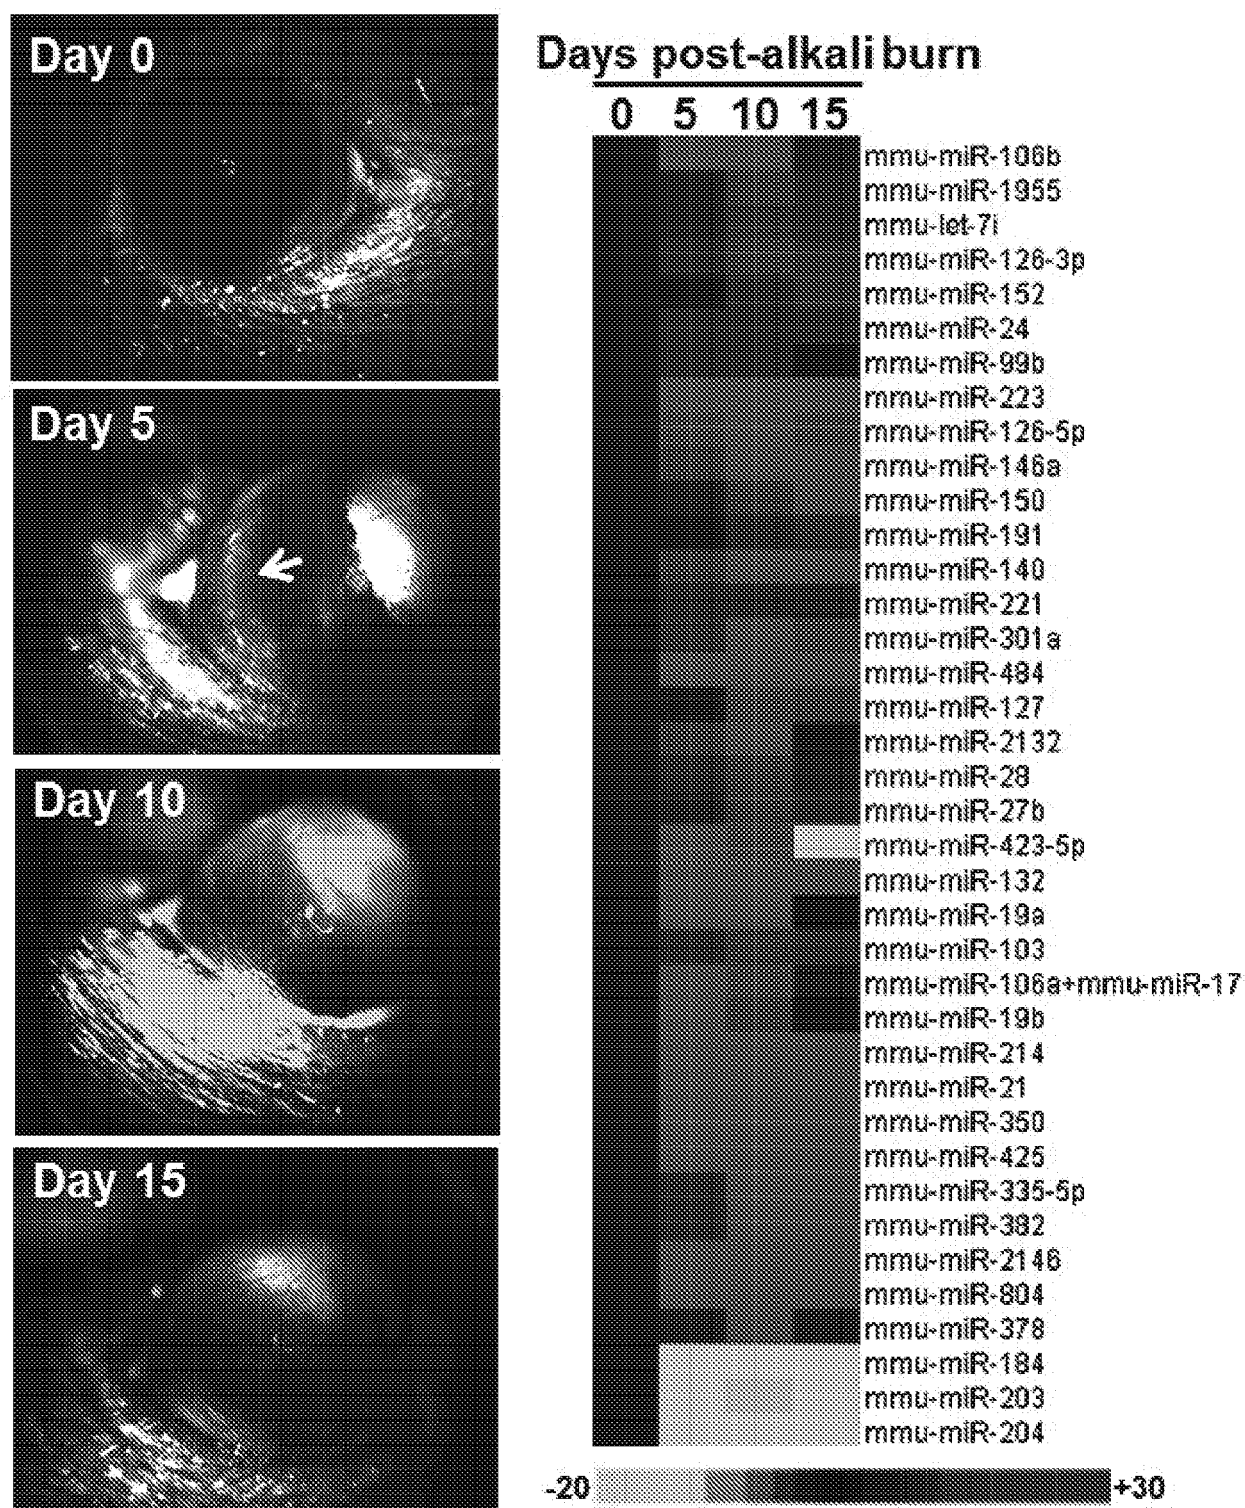 Day 0
Day 5
Day 10
Day 15
Days post-alkali burn
0 5 10 15
mmu-miR-106b
mmu-miR-1955
mmu-let-7i
mmu-miR-126-3p
mmu-miR-152
mmu-miR-24
mmu-miR-99b
mmu-miR-223
mmu-miR-126-5p
mmu-miR-146a
mmu-miR-150
mmu-miR-191
mmu-miR-140
mmu-miR-221
mmu-miR-301a
mmu-miR-484
mmu-miR-127
mmu-miR-2132
mmu-miR-28
mmu-miR-27b
mmu-miR-423-5p
mmu-miR-132
mmu-miR-19a
mmu-miR-103
mmu-miR-106a+mmu-miR-17
mmu-miR-19b
mmu-miR-214
mmu-miR-21
mmu-miR-350
mmu-miR-425
mmu-miR-335-5p
mmu-miR-382
mmu-miR-2146
mmu-miR-804
mmu-miR-378
mmu-miR-184
mmu-miR-203
mmu-miR-204
-20 +30